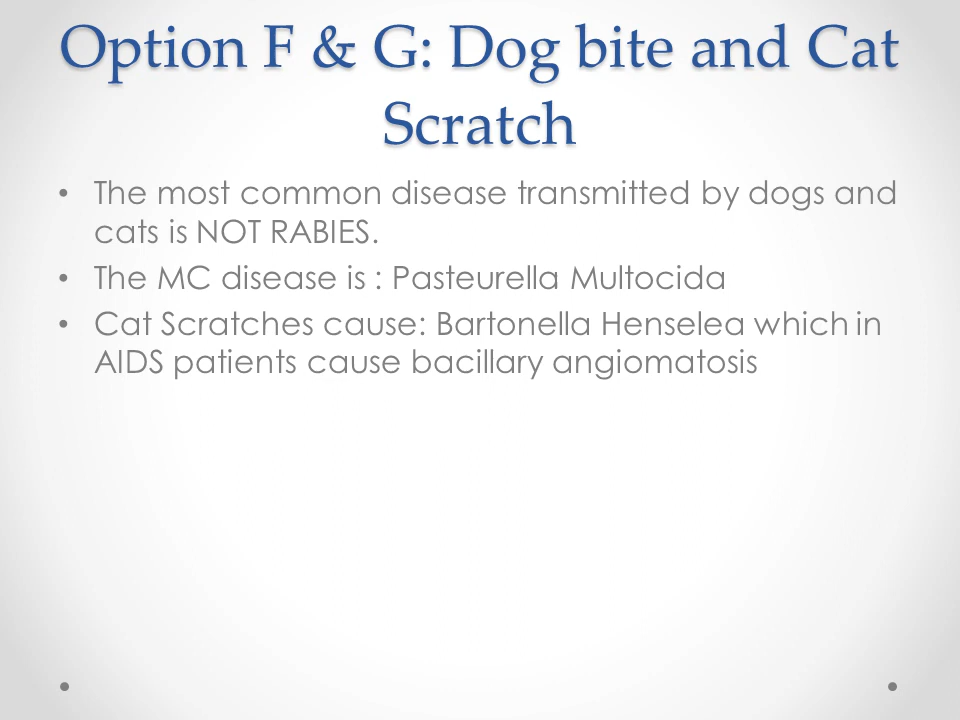 Option F & G: Dog bite and Cat
Scratch
• The most common disease transmitted by dogs and
cats is NOT RABIES.
• The MC disease is : Pasteurella Multocida
• Cat Scratches cause: Bartonella Henselea which in
AIDS patients cause bacillary angiomatosis